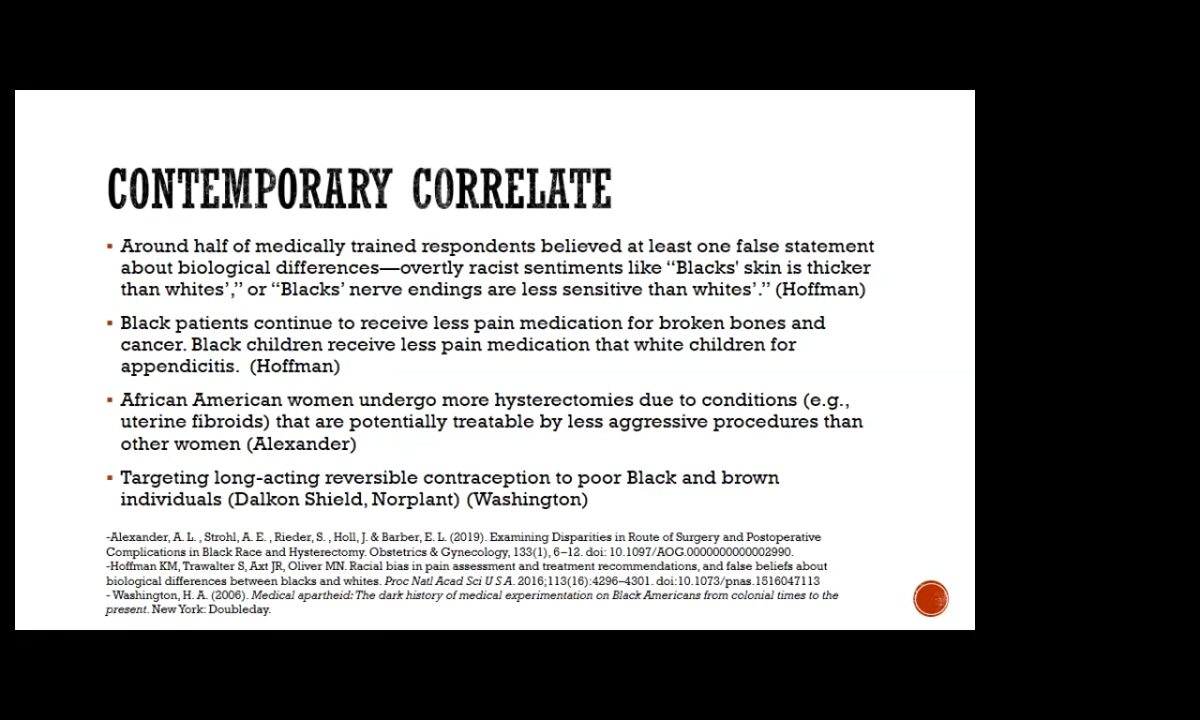 CONTEMPORARY CORRELATE
▪ Around half of medically trained respondents believed at least one false statement
about biological differences—overtly racist sentiments like “Blacks' skin is thicker
than whites’,” or “Blacks’ nerve endings are less sensitive than whites’.” (Hoffman)
▪ Black patients continue to receive less pain medication for broken bones and
cancer. Black children receive less pain medication that white children for
appendicitis. (Hoffman)
▪ African American women undergo more hysterectomies due to conditions (e.g.,
uterine fibroids) that are potentially treatable by less aggressive procedures than
other women (Alexander)
▪ Targeting long-acting reversible contraception to poor Black and brown
individuals (Dalkon Shield, Norplant) (Washington)
-Alexander, A. L. , Strohl, A. E. , Rieder, S. , Holl, J. & Barber, E. L. (2019). Examining Disparities in Route of Surgery and Postoperative
Complications in Black Race and Hysterectomy. Obstetrics & Gynecology, 133(1), 6–12. doi: 10.1097/AOG.0000000000002990.
-Hoffman KM, Trawalter S, Axt JR, Oliver MN. Racial bias in pain assessment and treatment recommendations, and false beliefs about
biological differences between blacks and whites. Proc Natl Acad Sci U S A. 2016;113(16):4296–4301. doi:10.1073/pnas.1516047113
- Washington, H. A. (2006). Medical apartheid: The dark history of medical experimentation on Black Americans from colonial times to the
present. New York: Doubleday.